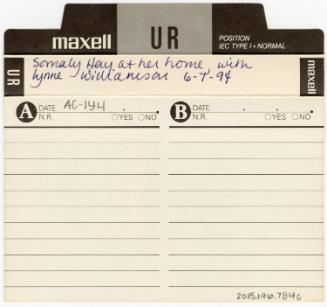 maxell UR POSITION
IEC TYPE I • NORMAL
UR
Somaly Hay at her home, with
Lynne Williamson 6-7-94
maxell
A DATE AC-144
N.R. YES NO
B DATE
N.R. YES NO
2015.196.784c